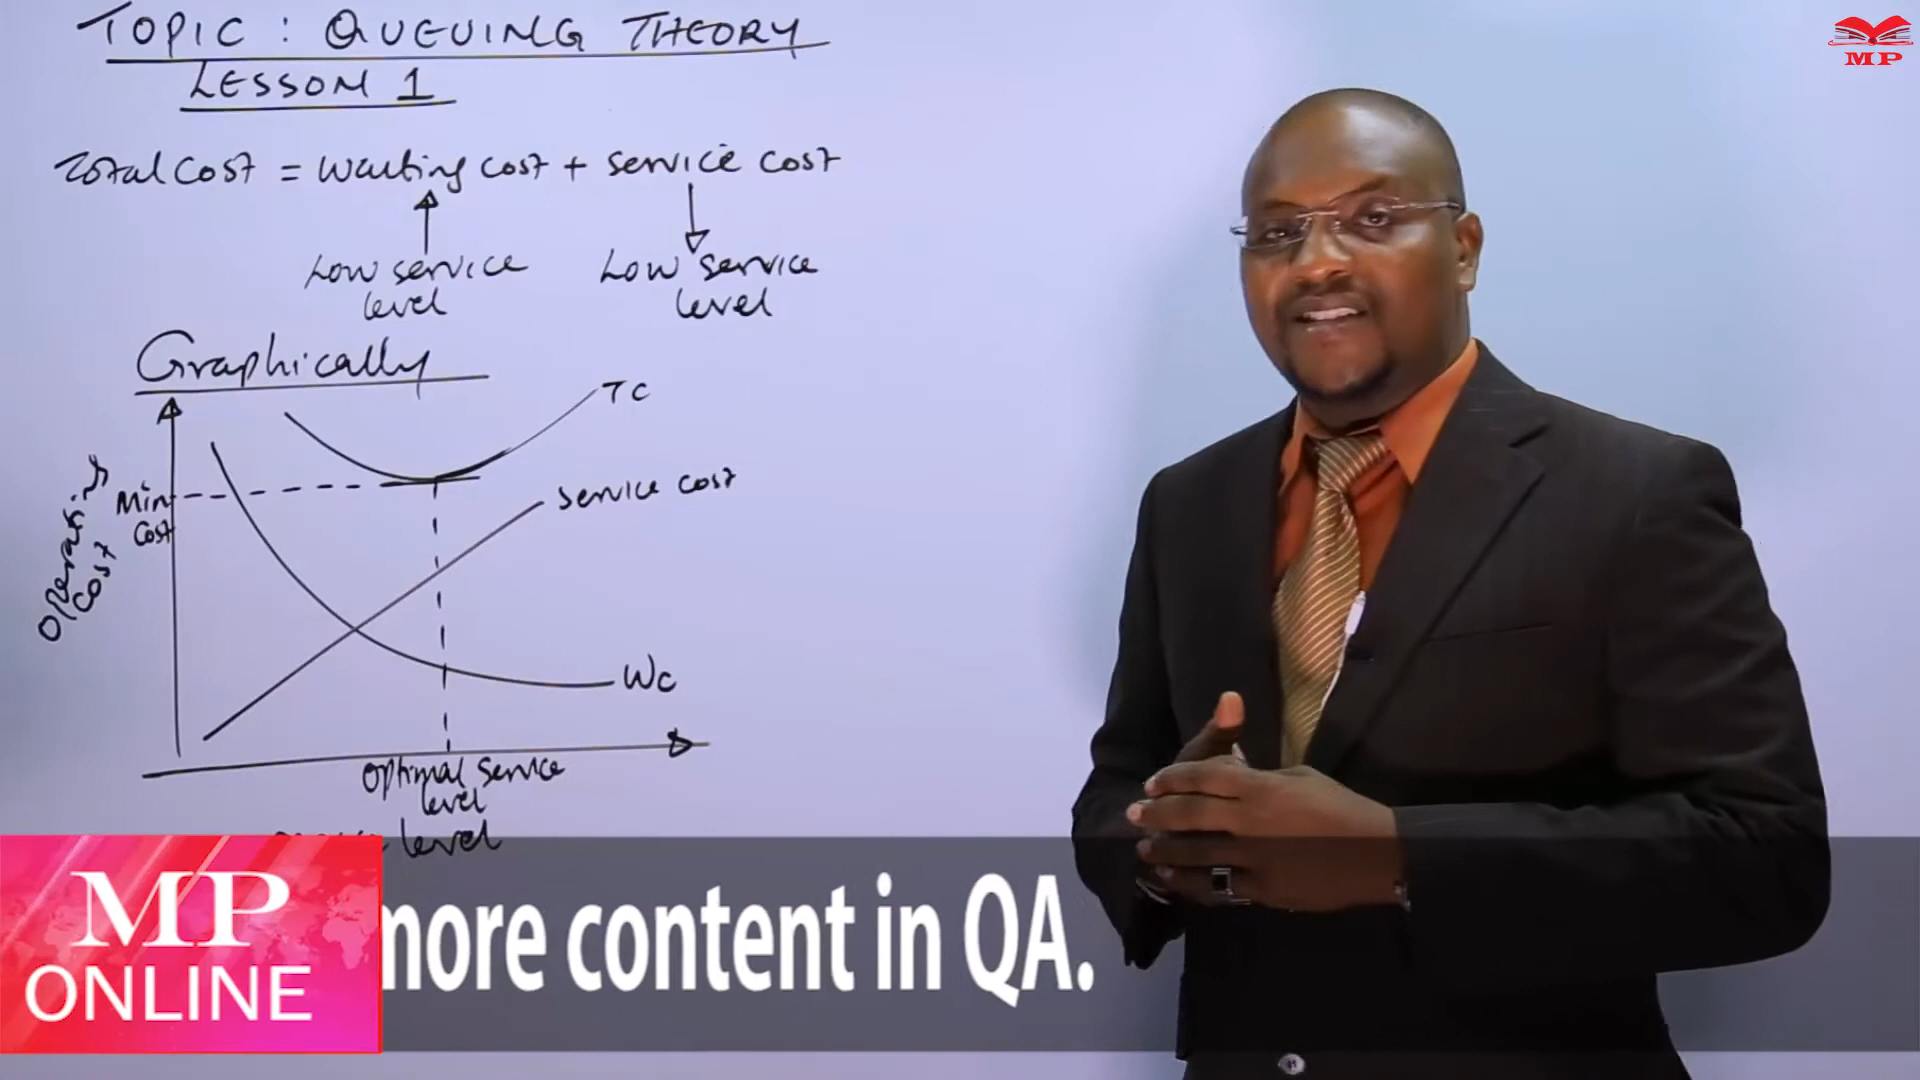 TOPIC : QUEUING THEORY
LESSON 1
Total Cost = Waiting cost + service cost
Low service level
Low service level
Graphically
TC
service cost
Min Cost
Operating Cost
WC
Optimal service level
level
more content in QA.
MP
ONLINE
MP